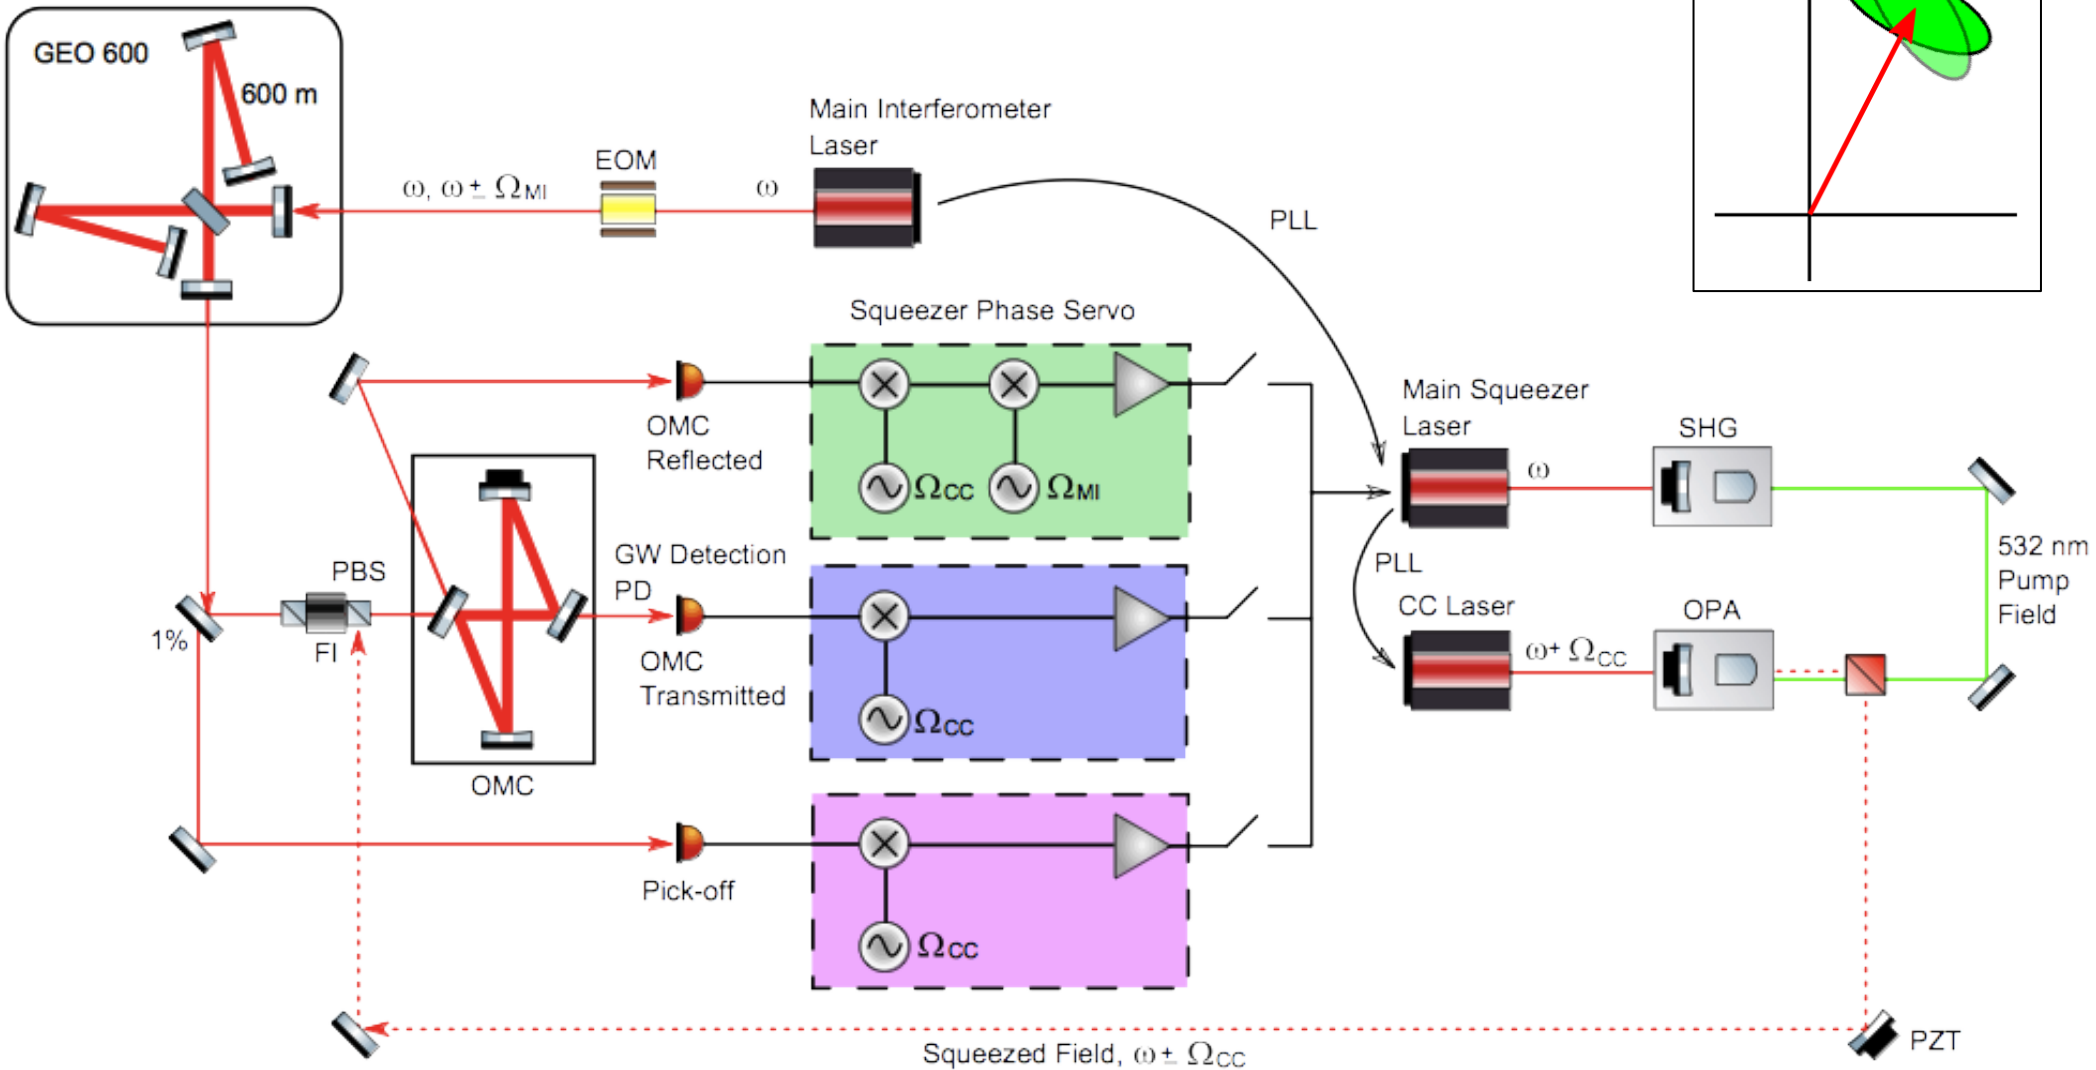 GEO 600
600 m
Main Interferometer
Laser
EOM
ω, ω ± Ω_MI
ω
PLL
Squeezer Phase Servo
OMC
Reflected
Ω_CC
Ω_MI
Main Squeezer
Laser
ω
SHG
532 nm
Pump
Field
PLL
CC Laser
ω+ Ω_CC
OPA
GW Detection
PD
OMC
Transmitted
Ω_CC
PBS
FI
1%
OMC
Pick-off
Ω_CC
Squeezed Field, ω ± Ω_CC
PZT